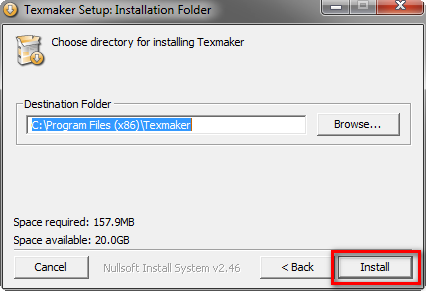 Texmaker Setup: Installation Folder
Choose directory for installing Texmaker
Destination Folder
C:\Program Files (x86)\Texmaker
Browse...
Space required: 157.9MB
Space available: 20.0GB
Cancel
Nullsoft Install System v2.46
< Back
Install